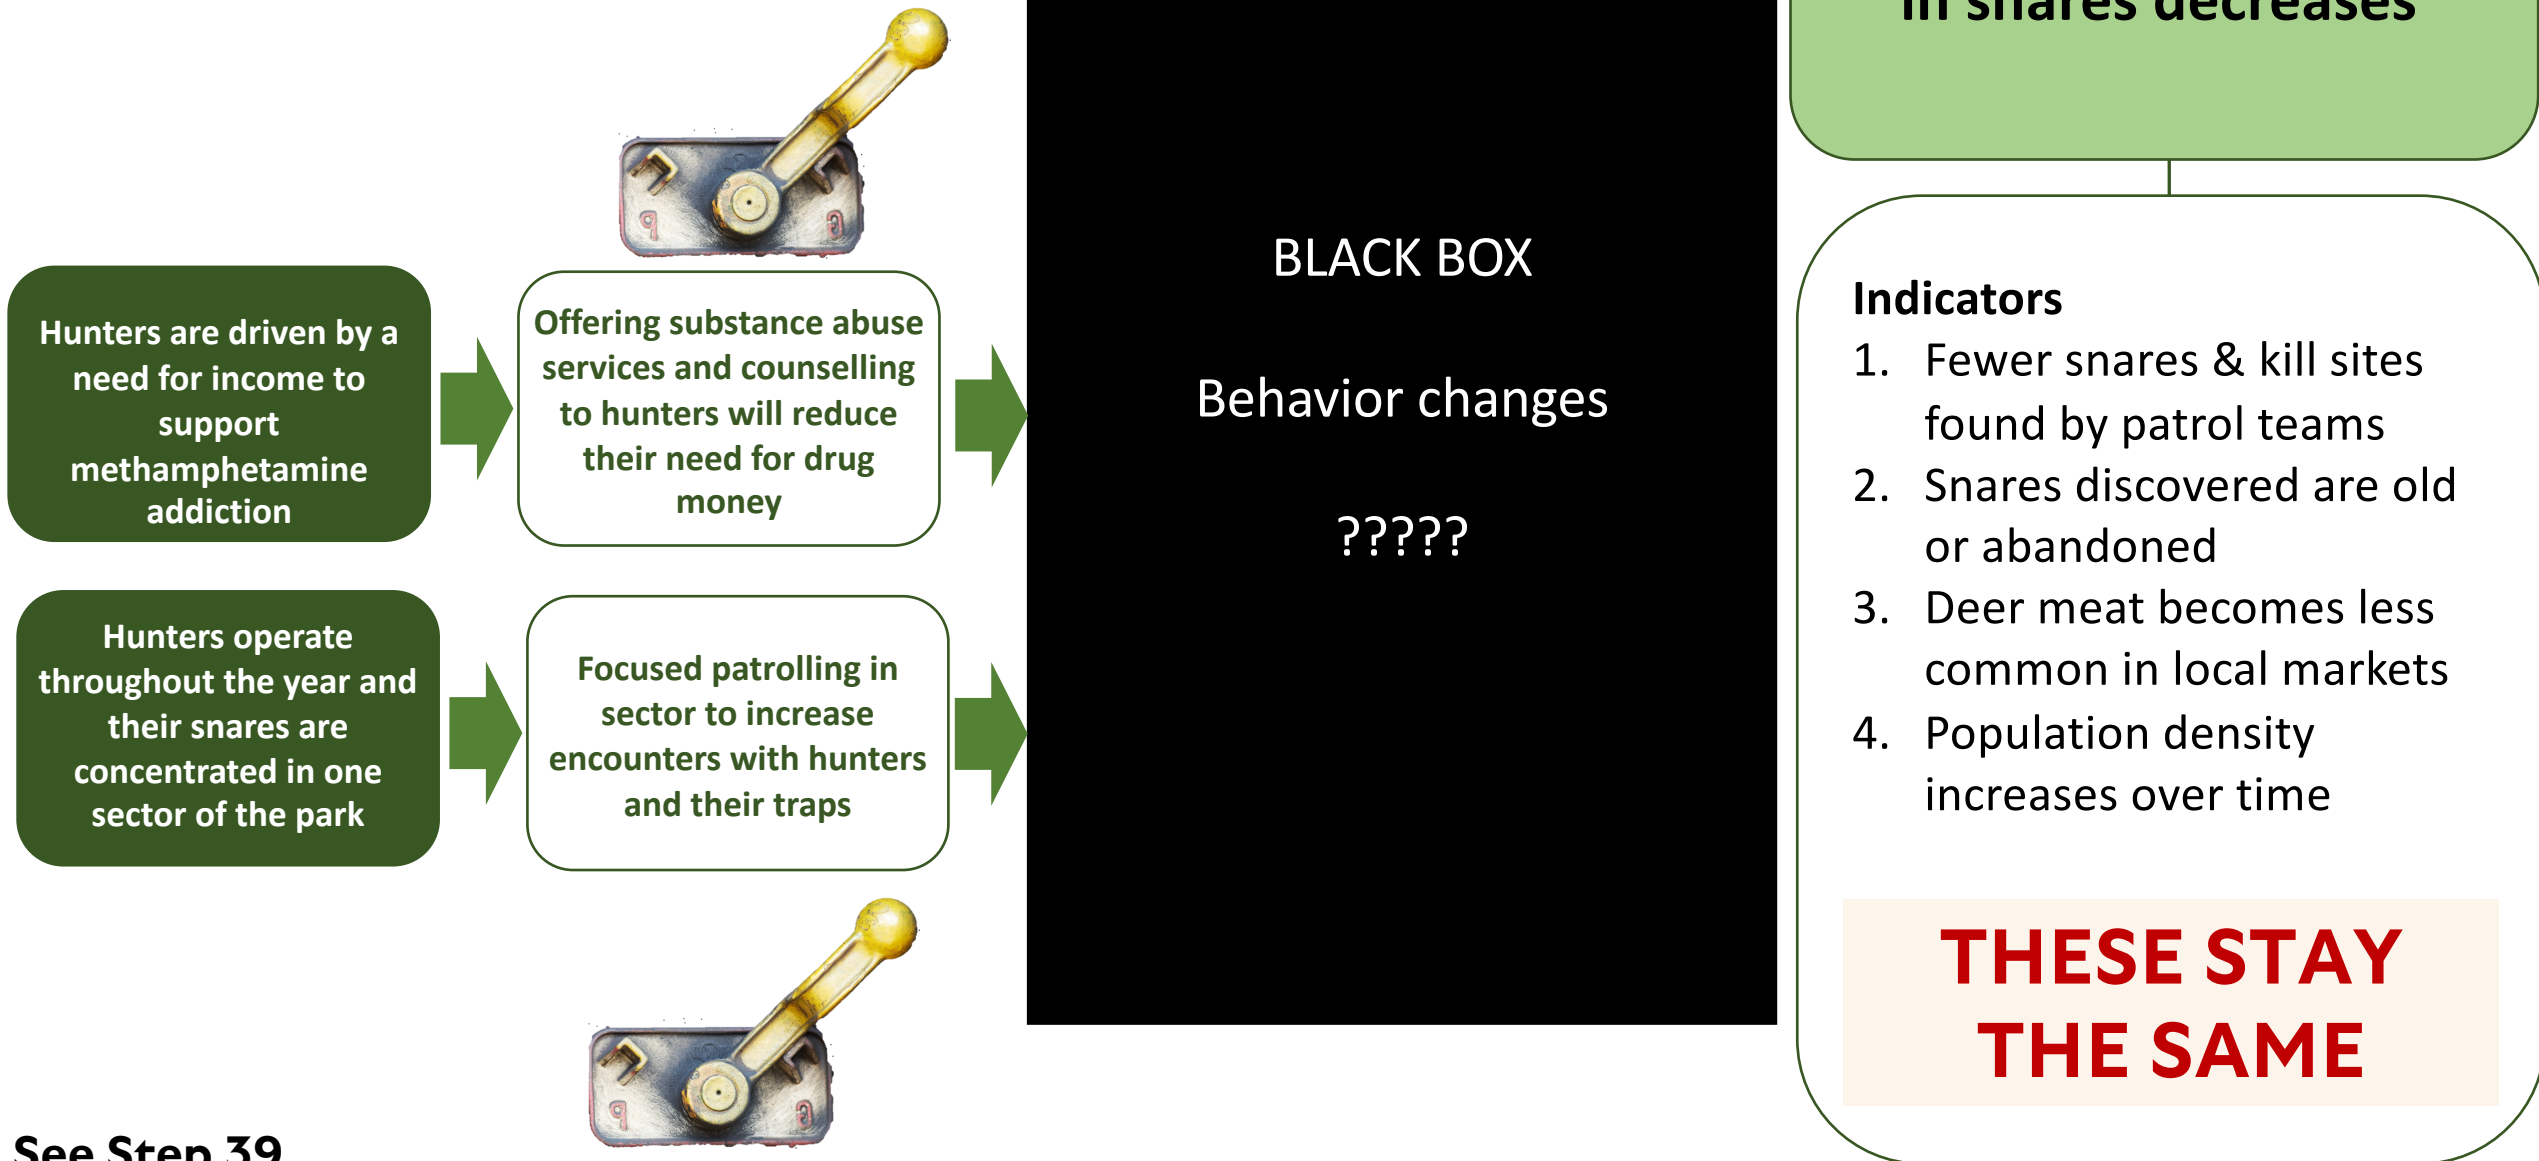 in snares decreases
Hunters are driven by a
need for income to
support
methamphetamine
addiction
Offering substance abuse
services and counselling
to hunters will reduce
their need for drug
money
Hunters operate
throughout the year and
their snares are
concentrated in one
sector of the park
Focused patrolling in
sector to increase
encounters with hunters
and their traps
BLACK BOX
Behavior changes
?????
Indicators
1. Fewer snares & kill sites
found by patrol teams
2. Snares discovered are old
or abandoned
3. Deer meat becomes less
common in local markets
4. Population density
increases over time
THESE STAY
THE SAME
See Step 39